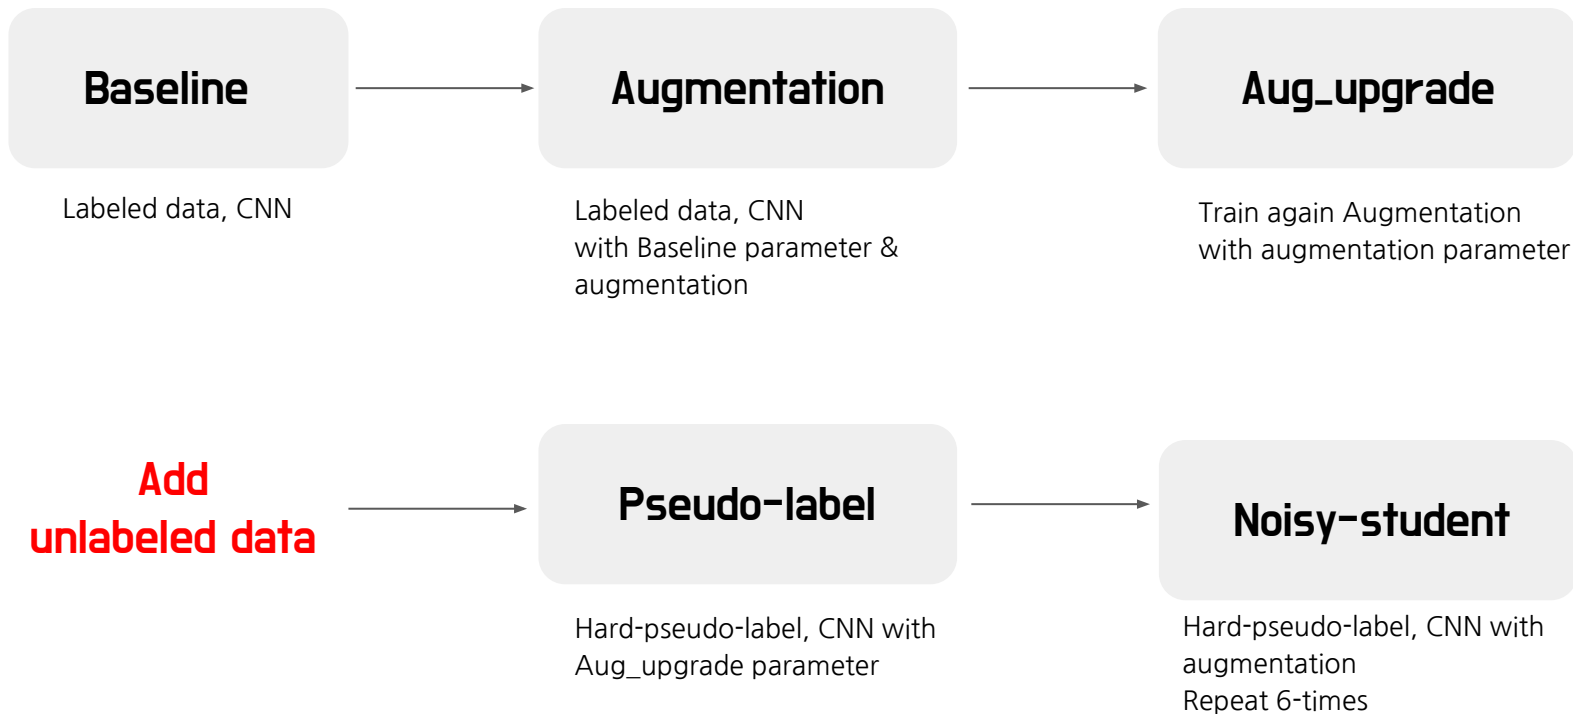 Baseline
Augmentation
Aug_upgrade
Labeled data, CNN
Labeled data, CNN
with Baseline parameter &
augmentation
Train again Augmentation
with augmentation parameter
Add
unlabeled data
Pseudo-label
Noisy-student
Hard-pseudo-label, CNN with
Aug_upgrade parameter
Hard-pseudo-label, CNN with
augmentation
Repeat 6-times